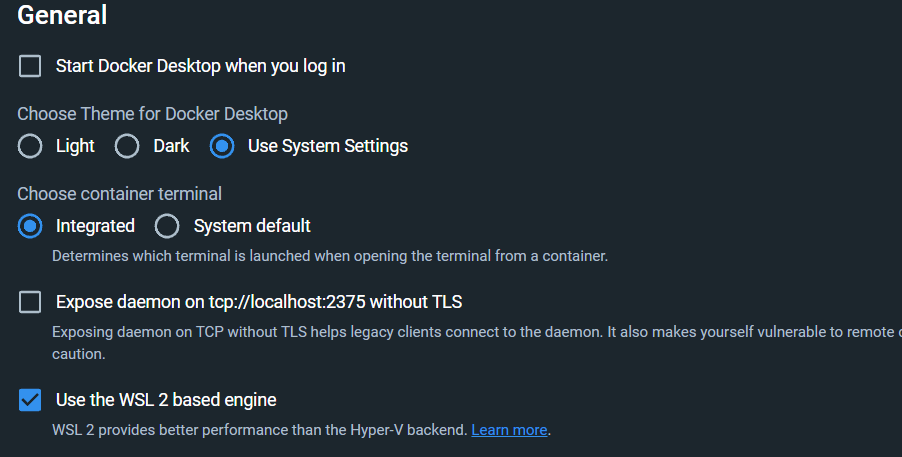 General
Start Docker Desktop when you log in
Choose Theme for Docker Desktop
Light Dark Use System Settings
Choose container terminal
Integrated System default
Determines which terminal is launched when opening the terminal from a container.
Expose daemon on tcp://localhost:2375 without TLS
Exposing daemon on TCP without TLS helps legacy clients connect to the daemon. It also makes yourself vulnerable to remote
caution.
Use the WSL 2 based engine
WSL 2 provides better performance than the Hyper-V backend. Learn more.